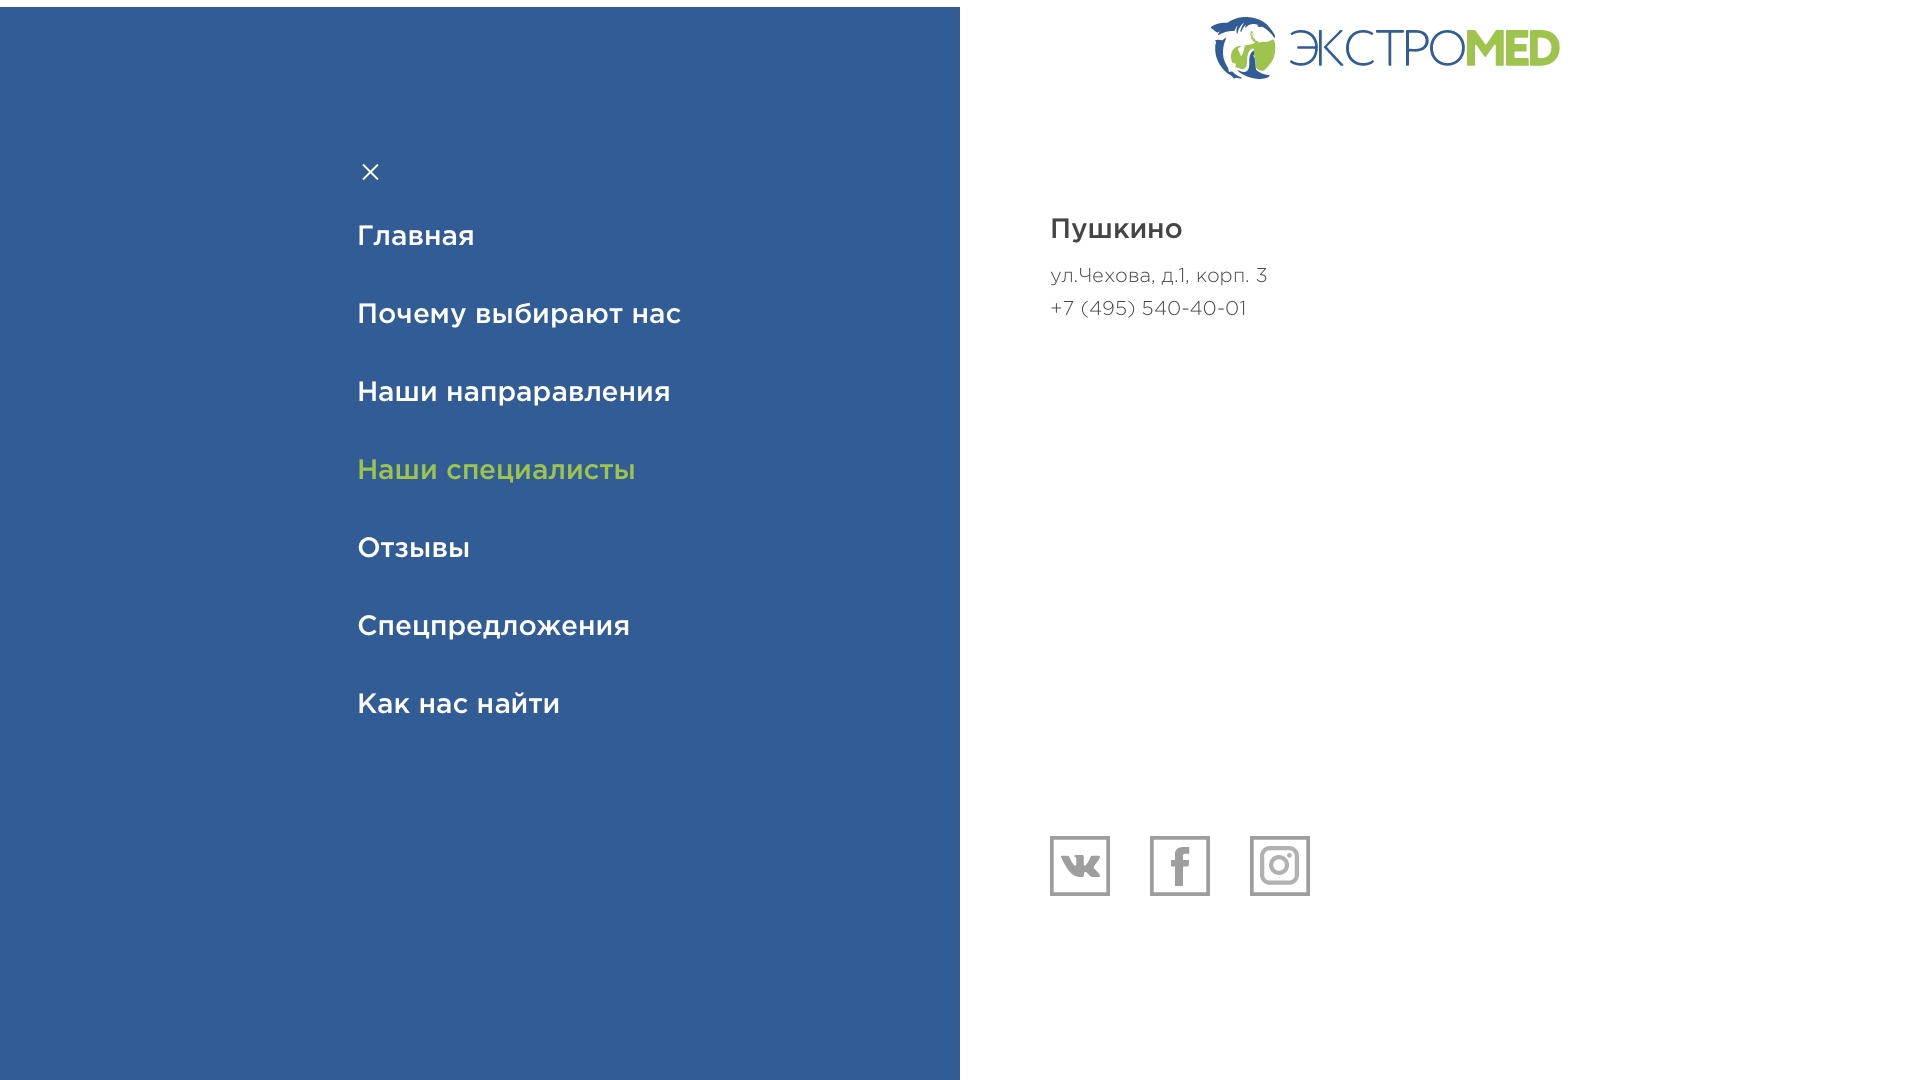 ЭКСТРОMED
Главная
Почему выбирают нас
Наши напраравления
Наши специалисты
Отзывы
Спецпредложения
Как нас найти
Пушкино
ул.Чехова, д.1, корп. 3
+7 (495) 540-40-01